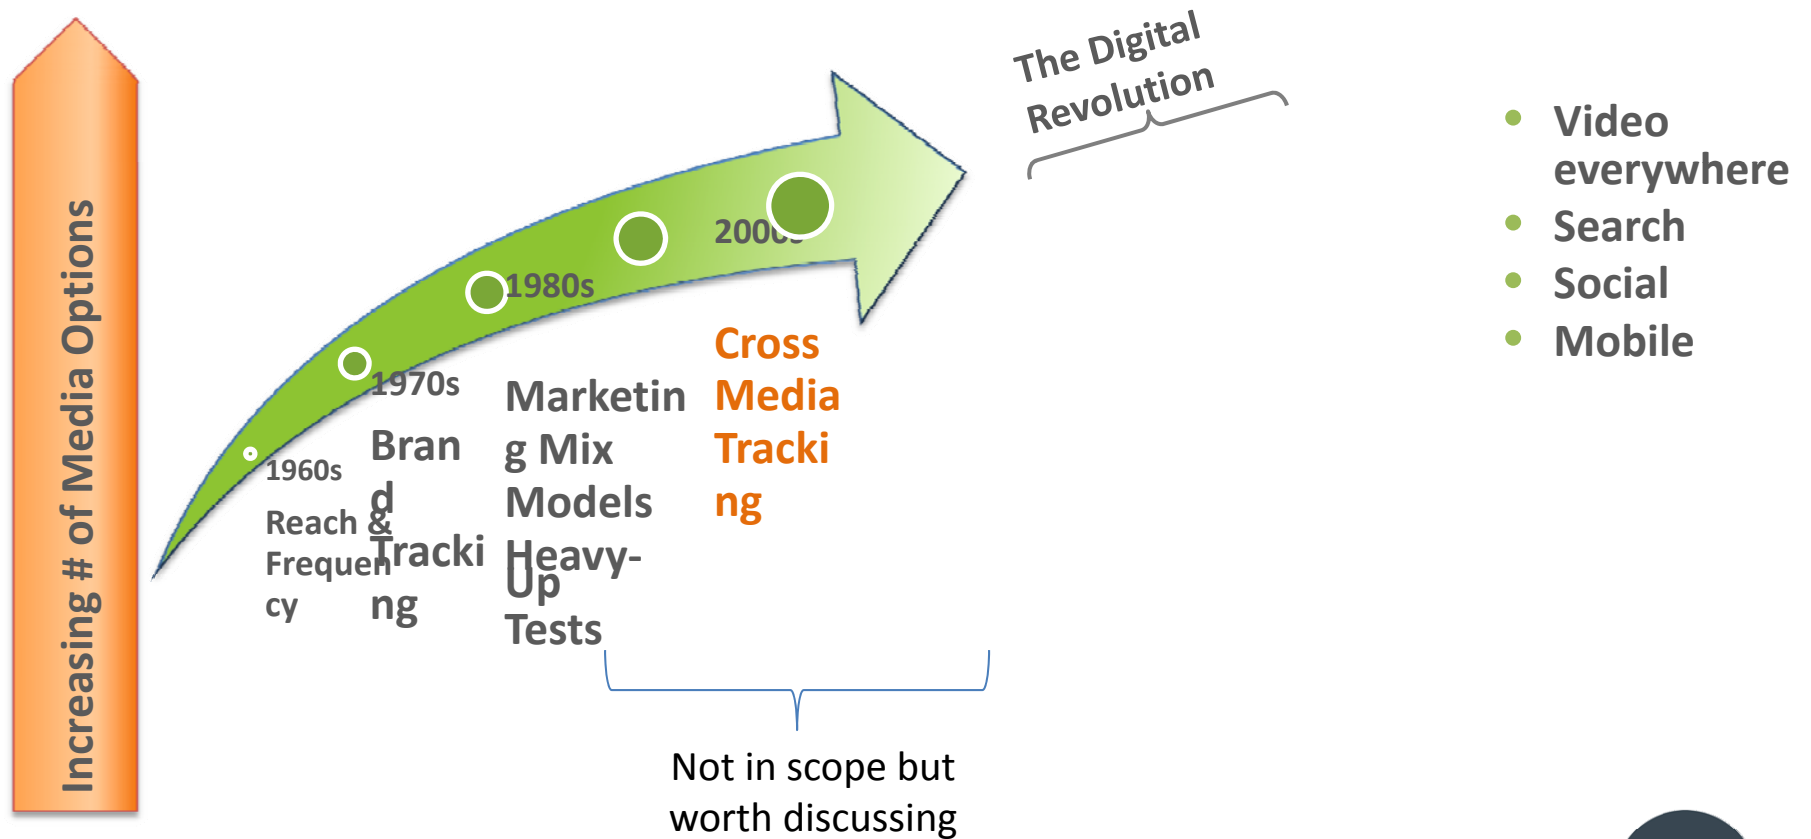 Increasing # of Media Options
1960s
Reach &
Frequen
cy
1970s
Bran
d
Tracki
ng
1980s
Marketin
g Mix
Models
Heavy-
Up
Tests
2000s
Cross
Media
Tracki
ng
The Digital
Revolution
• Video
everywhere
• Search
• Social
• Mobile
Not in scope but
worth discussing